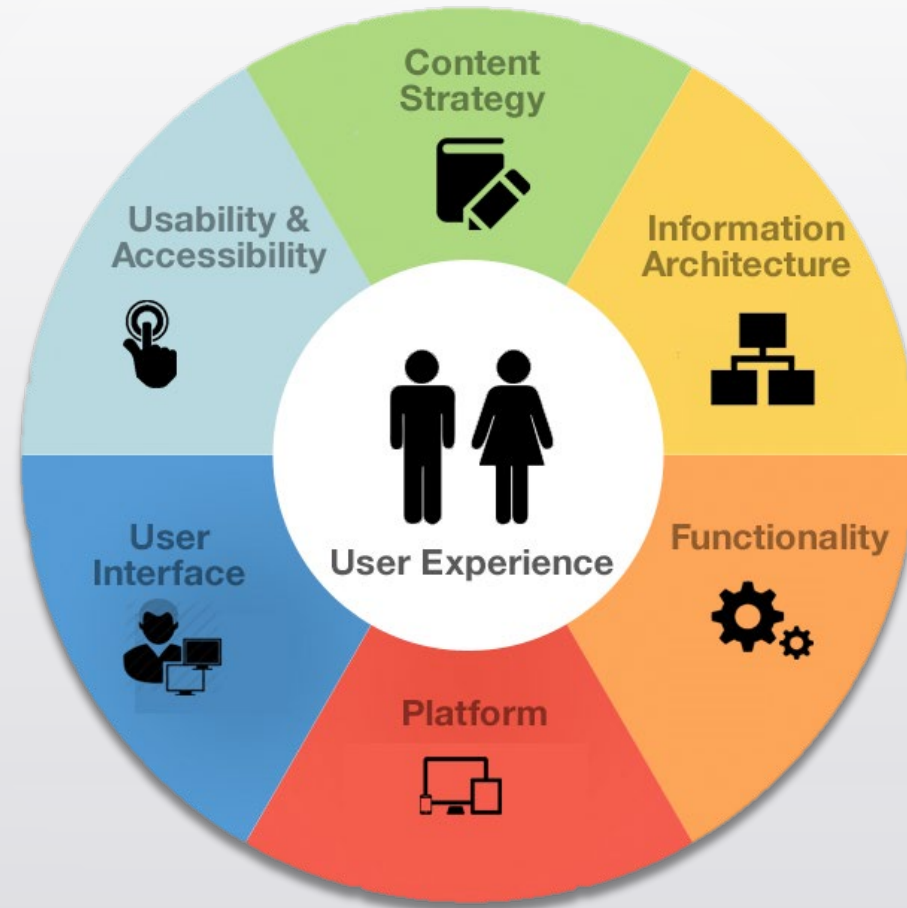 Content
Strategy
Usability &
Accessibility
Information
Architecture
User
Interface
User Experience
Functionality
Platform